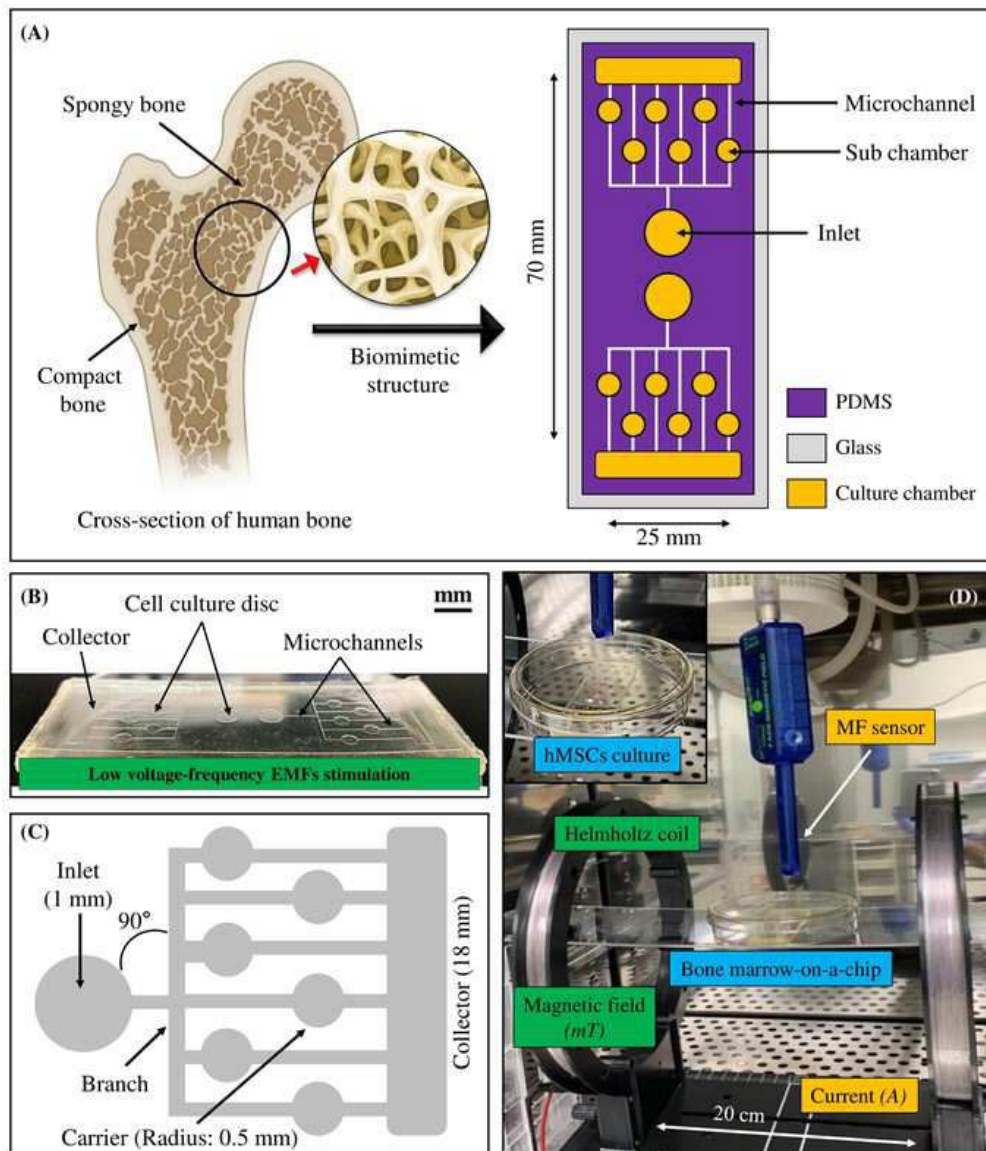 (A)
Spongy bone
Compact
bone
Cross-section of human bone
Biomimetic
structure
70 mm
25 mm
Microchannel
Sub chamber
Inlet
PDMS
Glass
Culture chamber
(B)
Cell culture disc
mm
Collector
Microchannels
Low voltage-frequency EMFs stimulation
(C)
Inlet
(1 mm)
90°
Branch
Carrier (Radius: 0.5 mm)
Collector (18 mm)
(D)
hMSCs culture
MF sensor
Helmholtz coil
Bone marrow-on-a-chip
Magnetic field
(mT)
Current (A)
20 cm